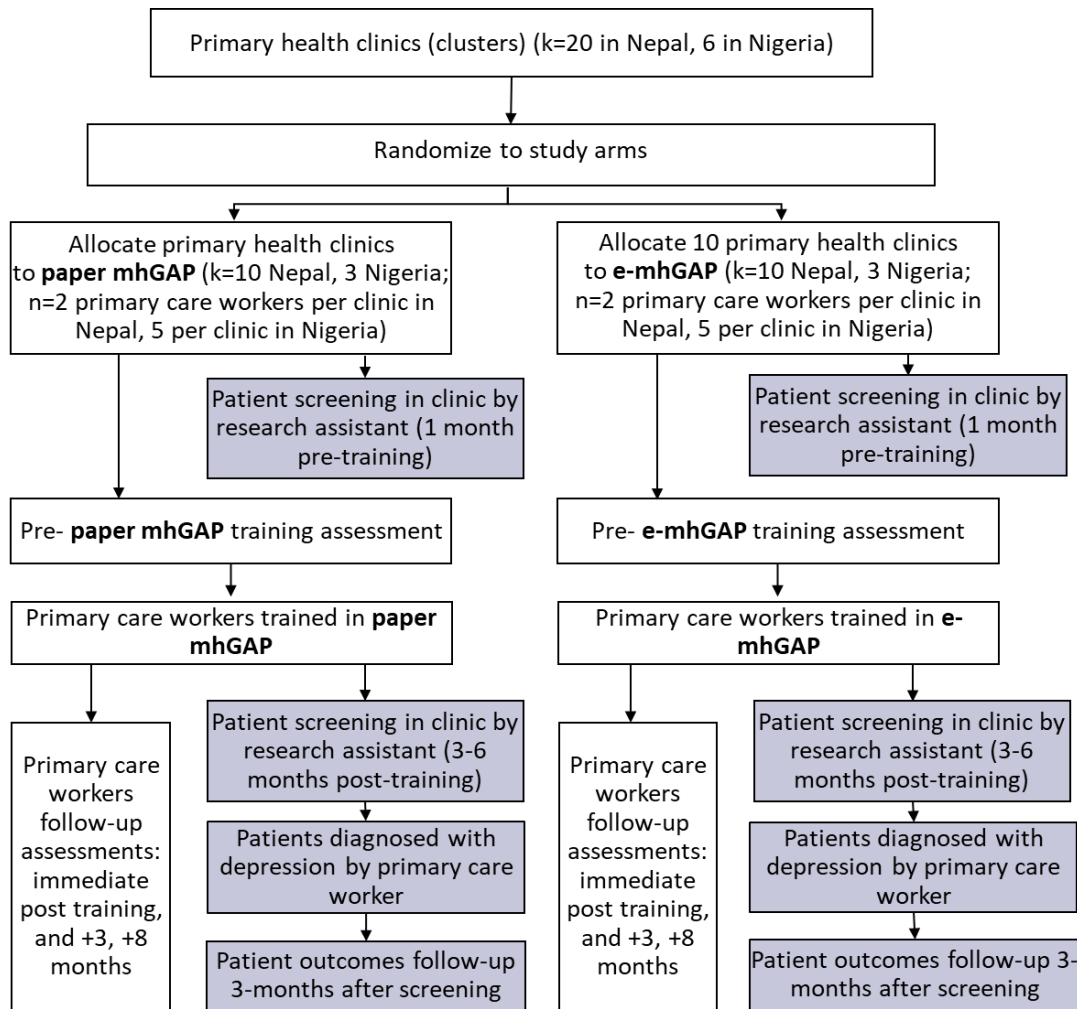 Primary health clinics (clusters) (k=20 in Nepal, 6 in Nigeria)
Randomize to study arms
Allocate primary health clinics
to paper mhGAP (k=10 Nepal, 3 Nigeria;
n=2 primary care workers per clinic in
Nepal, 5 per clinic in Nigeria)
Allocate 10 primary health clinics
to e-mhGAP (k=10 Nepal, 3 Nigeria;
n=2 primary care workers per clinic in
Nepal, 5 per clinic in Nigeria)
Patient screening in clinic by
research assistant (1 month
pre-training)
Patient screening in clinic by
research assistant (1 month
pre-training)
Pre- paper mhGAP training assessment
Pre- e-mhGAP training assessment
Primary care workers trained in paper
mhGAP
Primary care workers trained in e-
mhGAP
Primary care
workers
follow-up
assessments:
immediate
post training,
and +3, +8
months
Patient screening in clinic by
research assistant (3-6
months post-training)
Patients diagnosed with
depression by primary care
worker
Patient outcomes follow-up
3-months after screening
Primary care
workers
follow-up
assessments:
immediate
post training,
and +3, +8
months
Patient screening in clinic by
research assistant (3-6
months post-training)
Patients diagnosed with
depression by primary care
worker
Patient outcomes follow-up 3-
months after screening